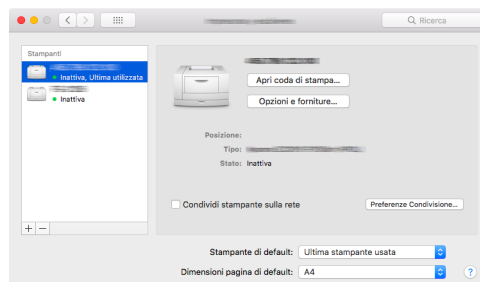 Ricerca
Stampanti
Inattiva, Ultima utilizzata
Inattiva
Apri coda di stampa...
Opzioni e forniture...
Posizione:
Tipo:
Stato: Inattiva
Condividi stampante sulla rete
Preferenze Condivisione...
+ −
Stampante di default: Ultima stampante usata
Dimensioni pagina di default: A4
?